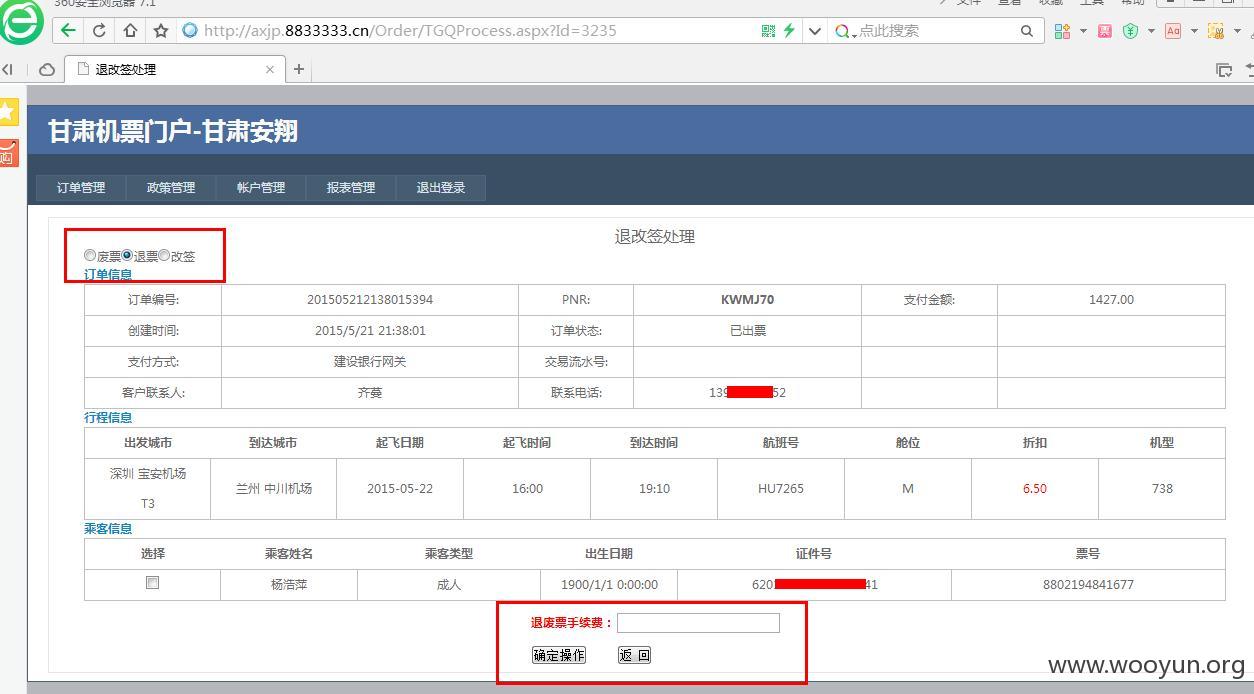 360安全浏览器 7.1
文件 查看 收藏 工具 帮助
http://axjp.8833333.cn/Order/TGQProcess.aspx?Id=3235
点此搜索
退改签处理
甘肃机票门户-甘肃安翔
订单管理 政策管理 帐户管理 报表管理 退出登录
退改签处理
废票 退票 改签
订单信息
订单编号: 201505212138015394 PNR: KWMJ70 支付金额: 1427.00
创建时间: 2015/5/21 21:38:01 订单状态: 已出票
支付方式: 建设银行网关 交易流水号:
客户联系人: 齐蔓 联系电话: 139 52
行程信息
出发城市 到达城市 起飞日期 起飞时间 到达时间 航班号 舱位 折扣 机型
深圳 宝安机场
T3
兰州 中川机场 2015-05-22 16:00 19:10 HU7265 M 6.50 738
乘客信息
选择 乘客姓名 乘客类型 出生日期 证件号 票号
杨浩萍 成人 1900/1/1 0:00:00 620 41 8802194841677
退废票手续费：
确定操作 返 回
www.wooyun.org